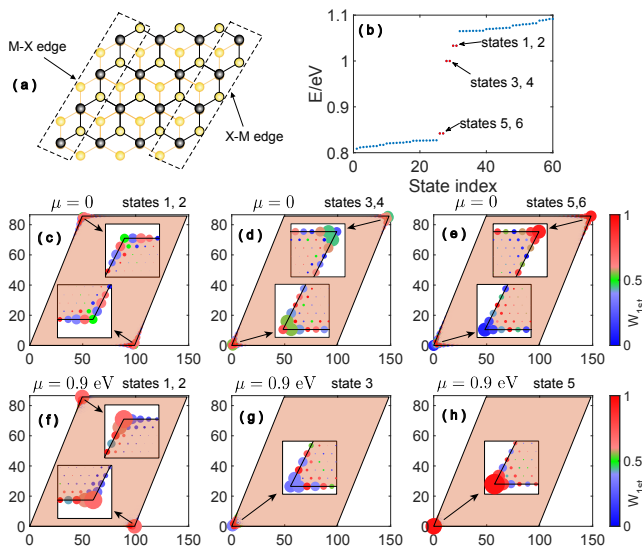 M-X edge
(a)
X-M edge
(b)
E/eV
1.1
1
0.9
0.8
states 1, 2
states 3, 4
states 5, 6
0 20 40 60
State index
μ = 0 states 1, 2
(c)
80
60
40
20
0
0 50 100 150
μ = 0 states 3,4
(d)
80
60
40
20
0
0 50 100 150
μ = 0 states 5,6
(e)
80
60
40
20
0
0 50 100 150
1
0.5
0
W1st
μ = 0.9 eV states 1, 2
(f)
80
60
40
20
0
0 50 100 150
μ = 0.9 eV state 3
(g)
80
60
40
20
0
0 50 100 150
μ = 0.9 eV state 5
(h)
80
60
40
20
0
0 50 100 150
1
0.5
0
W1st